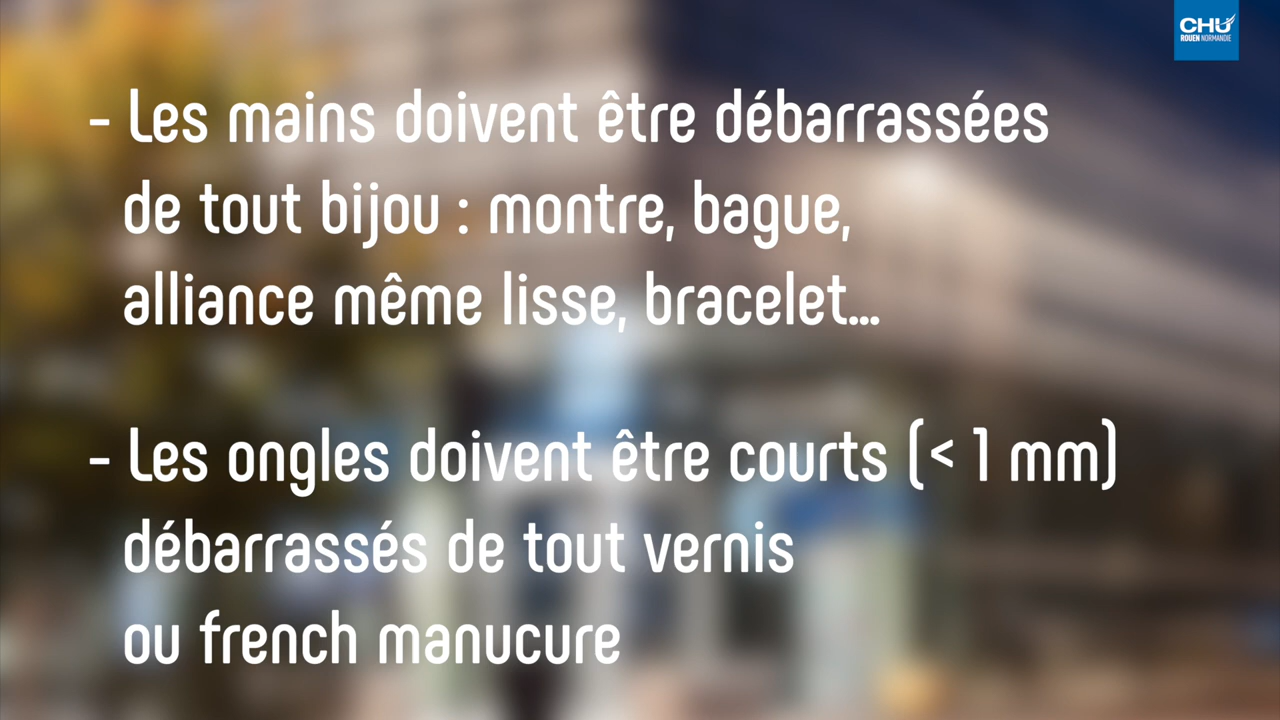 CHU
ROUEN NORMANDIE
- Les mains doivent être débarrassées
de tout bijou : montre, bague,
alliance même lisse, bracelet...
- Les ongles doivent être courts (< 1 mm)
débarrassés de tout vernis
ou french manucure